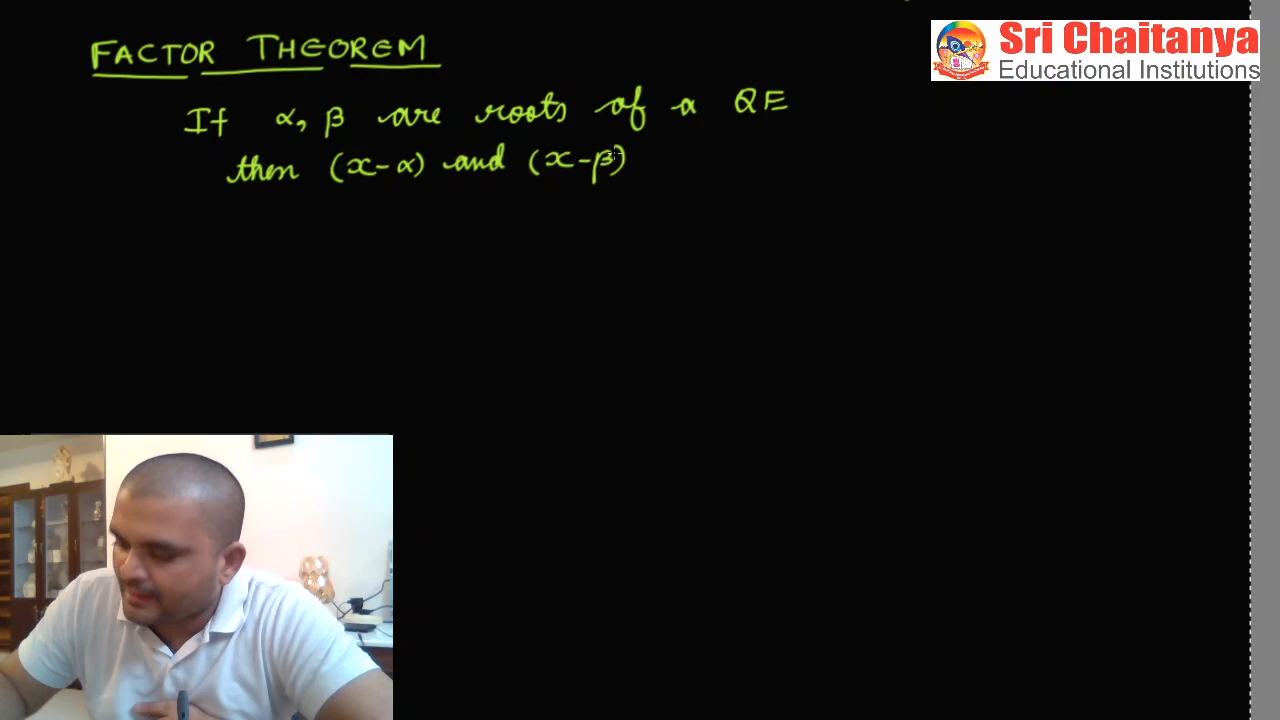 FACTOR THEOREM
Sri Chaitanya
Educational Institutions
If α, β are roots of a QE
then (x-α) and (x-β)